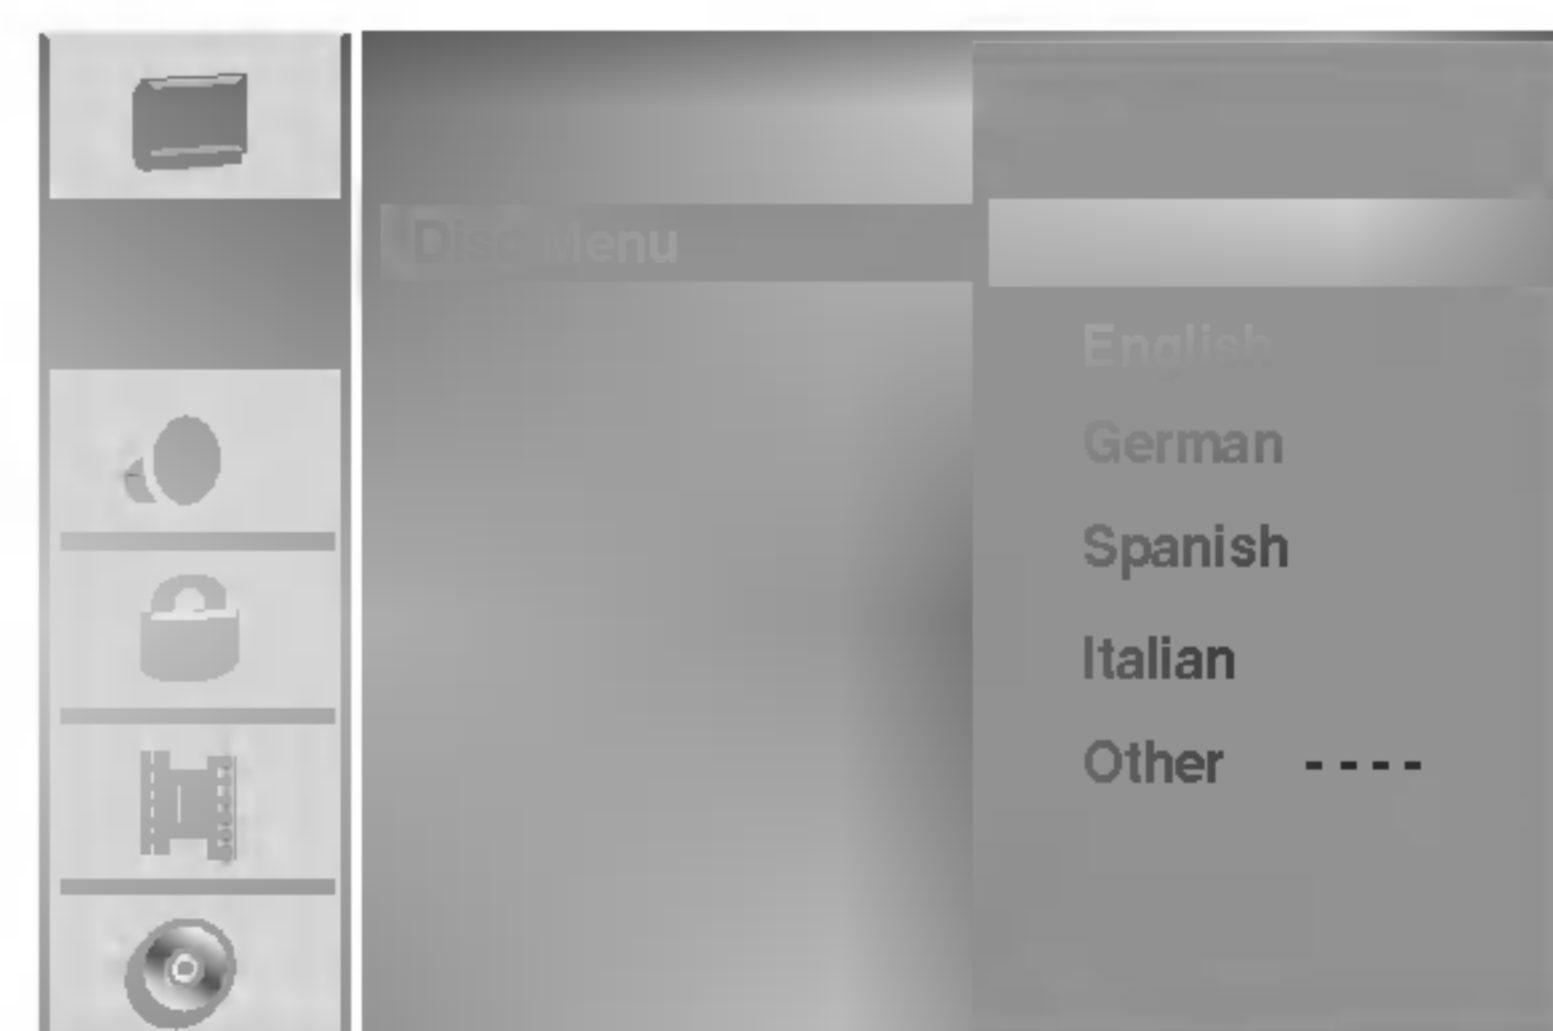 Disc Menu
English
German
Spanish
Italian
Other - - - -